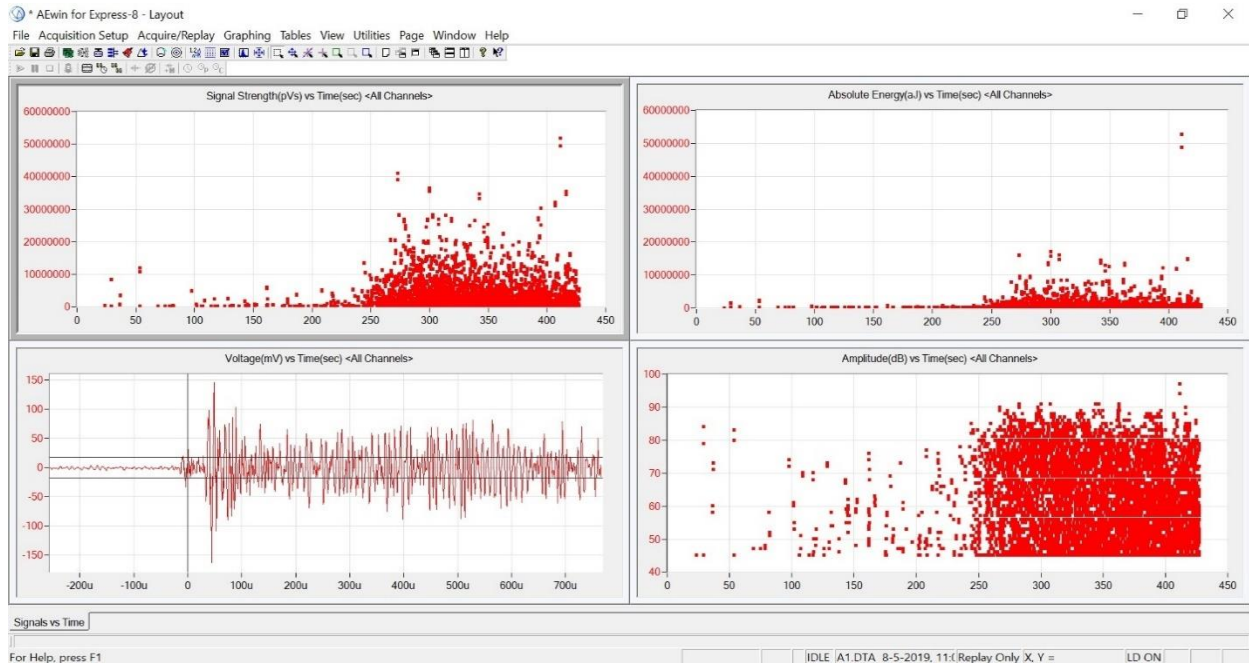 * AEwin for Express-8 - Layout
File Acquisition Setup Acquire/Replay Graphing Tables View Utilities Page Window Help
Signal Strength(pVs) vs Time(sec) <All Channels>
60000000
50000000
40000000
30000000
20000000
10000000
0
0 50 100 150 200 250 300 350 400 450
Absolute Energy(aJ) vs Time(sec) <All Channels>
60000000
50000000
40000000
30000000
20000000
10000000
0
0 50 100 150 200 250 300 350 400 450
Voltage(mV) vs Time(sec) <All Channels>
150
100
50
0
-50
-100
-150
-200u -100u 0 100u 200u 300u 400u 500u 600u 700u
Amplitude(dB) vs Time(sec) <All Channels>
100
90
80
70
60
50
40
0 50 100 150 200 250 300 350 400 450
Signals vs Time
For Help, press F1 IDLE A1.DTA 8-5-2019, 11:( Replay Only X, Y = LD ON